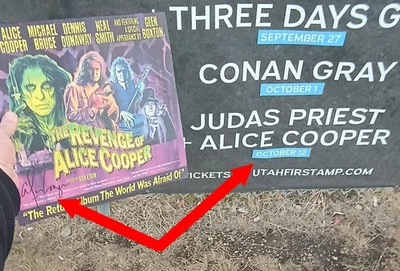 ALICE COOPER
MICHAEL BRUCE
DENNIS DUNAWAY
NEAL SMITH
AND FEATURING A SPECIAL APPEARANCE BY
GLEN BUXTON
THE REVENGE OF
ALICE COOPER
"The Return
Album The World Was Afraid Of"
THREE DAYS G
SEPTEMBER 27
CONAN GRAY
OCTOBER 1
JUDAS PRIEST
+ ALICE COOPER
OCTOBER 12
TICKETS
UTAHFIRSTAMP.COM